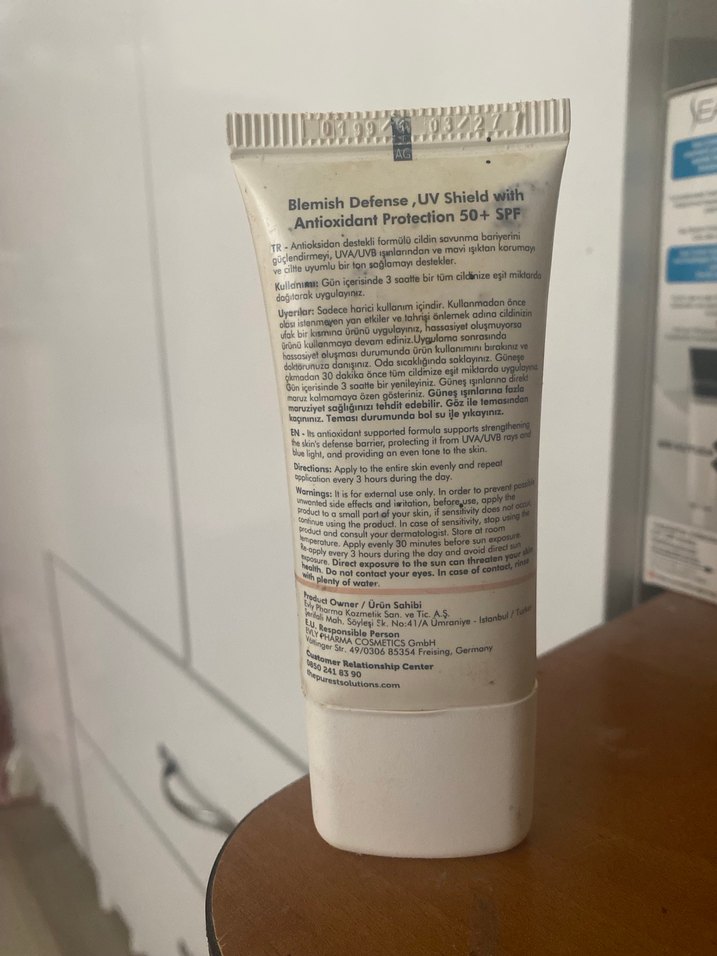 03/27
AG
Blemish Defense ,UV Shield with
Antioxidant Protection 50+ SPF
TR - Antioksidan destekli formülü cildin savunma bariyerini
güçlendirmeyi, UVA/UVB ışınlarından ve mavi ışıktan korumayı
ve ciltte uyumlu bir ton sağlamayı destekler.
Kullanımı: Gün içerisinde 3 saatte bir tüm cildinize eşit miktarda
dağıtarak uygulayınız.
Uyarılar: Sadece harici kullanım içindir. Kullanmadan önce
olası istenmeyen yan etkiler ve tahrişi önlemek adına cildinizin
ufak bir kısmına ürünü uygulayınız, hassasiyet oluşmuyorsa
ürünü kullanmaya devam ediniz.Uygulama sonrasında
hassasiyet oluşması durumunda ürün kullanımını bırakınız ve
doktorunuza danışınız. Oda sıcaklığında saklayınız. Güneşe
çıkmadan 30 dakika önce tüm cildinize eşit miktarda uygulayınız
Gün içerisinde 3 saatte bir yenileyiniz. Güneş ışınlarına direkt
maruz kalmamaya özen gösteriniz. Güneş ışınlarına fazla
maruziyet sağlığınızı tehdit edebilir. Göz ile temasından
kaçınınız. Teması durumunda bol su ile yıkayınız.
EN - Its antioxidant supported formula supports strengthening
the skin's defense barrier, protecting it from UVA/UVB rays and
blue light, and providing an even tone to the skin.
Directions: Apply to the entire skin evenly and repeat
application every 3 hours during the day.
Warnings: It is for external use only. In order to prevent possible
unwanted side effects and irritation, before use, apply the
product to a small part of your skin, if sensitivity does not occur,
continue using the product. In case of sensitivity, stop using the
product and consult your dermatologist. Store at room
temperature. Apply evenly 30 minutes before sun exposure.
Re-apply every 3 hours during the day and avoid direct sun
exposure. Direct exposure to the sun can threaten your skin
health. Do not contact your eyes. In case of contact, rinse
with plenty of water.
Product Owner / Ürün Sahibi
Evly Pharma Kozmetik San. ve Tic. A.Ş.
Şerifali Mah. Söyleşi Sk. No:41/A Ümraniye - Istanbul / Turkey
E.U. Responsible Person
EVLY PHARMA COSMETICS GmbH
Vöttinger Str. 49/0306 85354 Freising, Germany
Customer Relationship Center
0850 241 83 90
thepurestsolutions.com